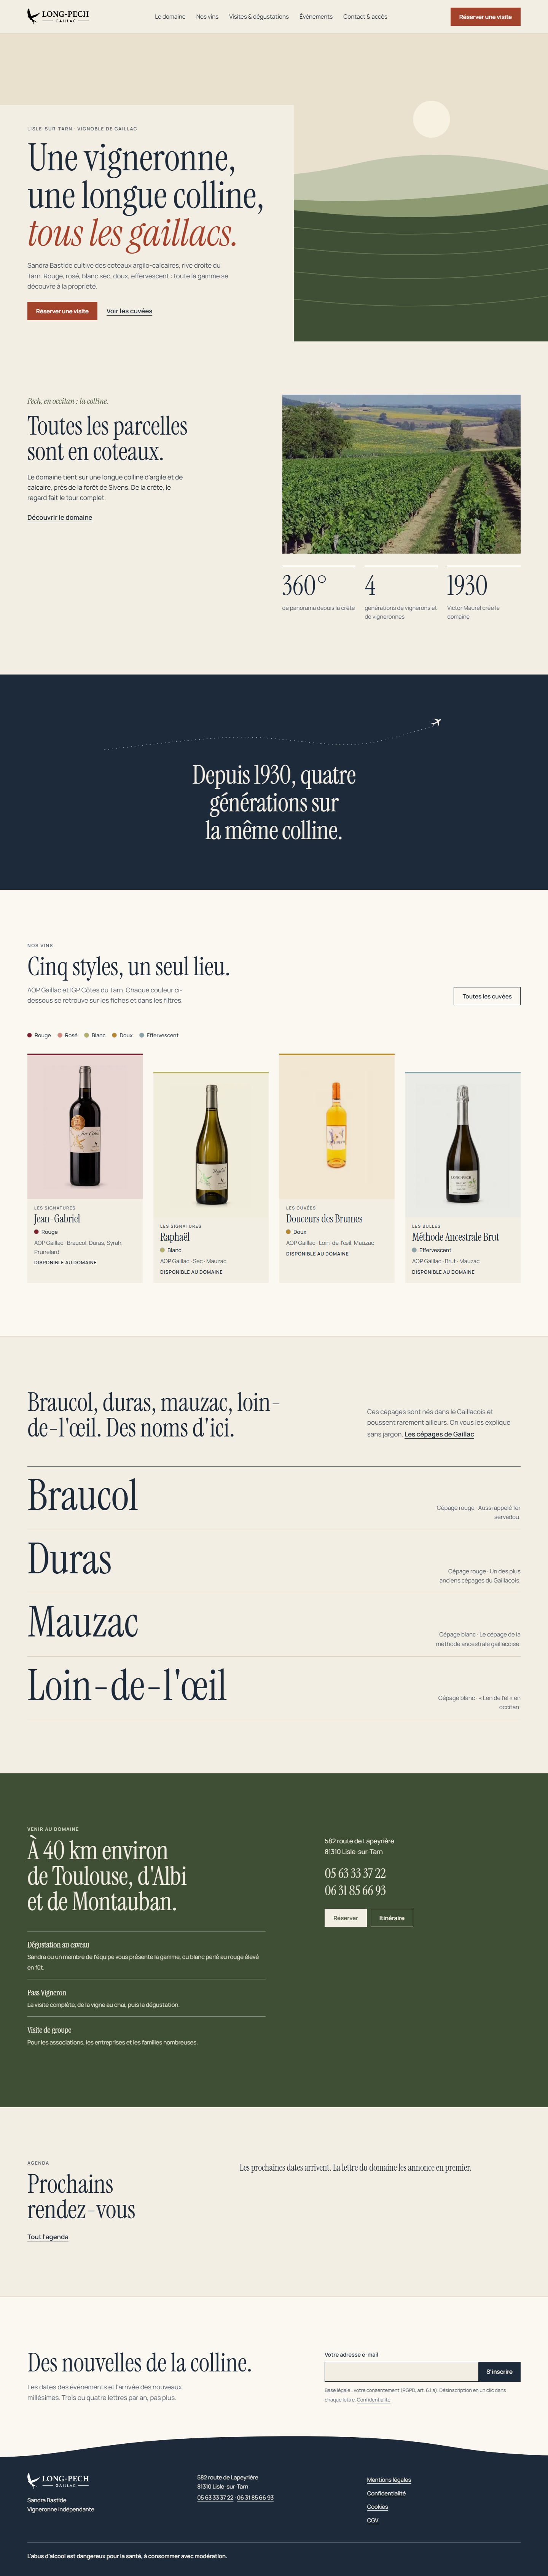 LONG-PECH
GAILLAC
Le domaine
Nos vins
Visites & dégustations
Événements
Contact & accès
Réserver une visite
LISLE-SUR-TARN · VIGNOBLE DE GAILLAC
Une vigneronne,
une longue colline,
tous les gaillacs.
Sandra Bastide cultive des coteaux argilo-calcaires, rive droite du
Tarn. Rouge, rosé, blanc sec, doux, effervescent : toute la gamme se
découvre à la propriété.
Réserver une visite
Voir les cuvées
Pech, en occitan : la colline.
Toutes les parcelles
sont en coteaux.
Le domaine tient sur une longue colline d'argile et de
calcaire, près de la forêt de Sivens. De la crête, le
regard fait le tour complet.
Découvrir le domaine
360°
de panorama depuis la crête
4
générations de vignerons et
de vigneronnes
1930
Victor Maurel crée le
domaine
Depuis 1930, quatre
générations sur
la même colline.
NOS VINS
Cinq styles, un seul lieu.
AOP Gaillac et IGP Côtes du Tarn. Chaque couleur ci-
dessous se retrouve sur les fiches et dans les filtres.
Toutes les cuvées
Rouge
Rosé
Blanc
Doux
Effervescent
LES SIGNATURES
Jean-Gabriel
Rouge
AOP Gaillac · Braucol, Duras, Syrah,
Prunelard
DISPONIBLE AU DOMAINE
LES SIGNATURES
Raphaël
Blanc
AOP Gaillac · Sec · Mauzac
DISPONIBLE AU DOMAINE
LES CUVÉES
Douceurs des Brumes
Doux
AOP Gaillac · Loin-de-l'œil, Mauzac
DISPONIBLE AU DOMAINE
LES BULLES
Méthode Ancestrale Brut
Effervescent
AOP Gaillac · Brut · Mauzac
DISPONIBLE AU DOMAINE
Braucol, duras, mauzac, loin-
de-l'œil. Des noms d'ici.
Ces cépages sont nés dans le Gaillacois et
poussent rarement ailleurs. On vous les explique
sans jargon. Les cépages de Gaillac
Braucol
Cépage rouge · Aussi appelé fer
servadou.
Duras
Cépage rouge · Un des plus
anciens cépages du Gaillacois.
Mauzac
Cépage blanc · Le cépage de la
méthode ancestrale gaillacoise.
Loin-de-l'œil
Cépage blanc · « Len de l'el » en
occitan.
VENIR AU DOMAINE
À 40 km environ
de Toulouse, d'Albi
et de Montauban.
582 route de Lapeyrière
81310 Lisle-sur-Tarn
05 63 33 37 22
06 31 85 66 93
Réserver
Itinéraire
Dégustation au caveau
Sandra ou un membre de l'équipe vous présente la gamme, du blanc perlé au rouge élevé
en fût.
Pass Vigneron
La visite complète, de la vigne au chai, puis la dégustation.
Visite de groupe
Pour les associations, les entreprises et les familles nombreuses.
AGENDA
Prochains
rendez-vous
Tout l'agenda
Les prochaines dates arrivent. La lettre du domaine les annonce en premier.
Des nouvelles de la colline.
Les dates des événements et l'arrivée des nouveaux
millésimes. Trois ou quatre lettres par an, pas plus.
Votre adresse e-mail
S'inscrire
Base légale : votre consentement (RGPD, art. 6.1.a). Désinscription en un clic dans
chaque lettre. Confidentialité
LONG-PECH
GAILLAC
Sandra Bastide
Vigneronne indépendante
582 route de Lapeyrière
81310 Lisle-sur-Tarn
05 63 33 37 22 · 06 31 85 66 93
Mentions légales
Confidentialité
Cookies
CGV
L'abus d'alcool est dangereux pour la santé, à consommer avec modération.